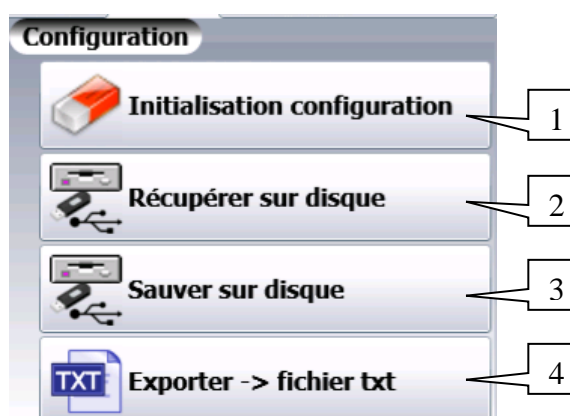 Configuration
Initialisation configuration
1
Récupérer sur disque
2
Sauver sur disque
3
TXT
Exporter -> fichier txt
4